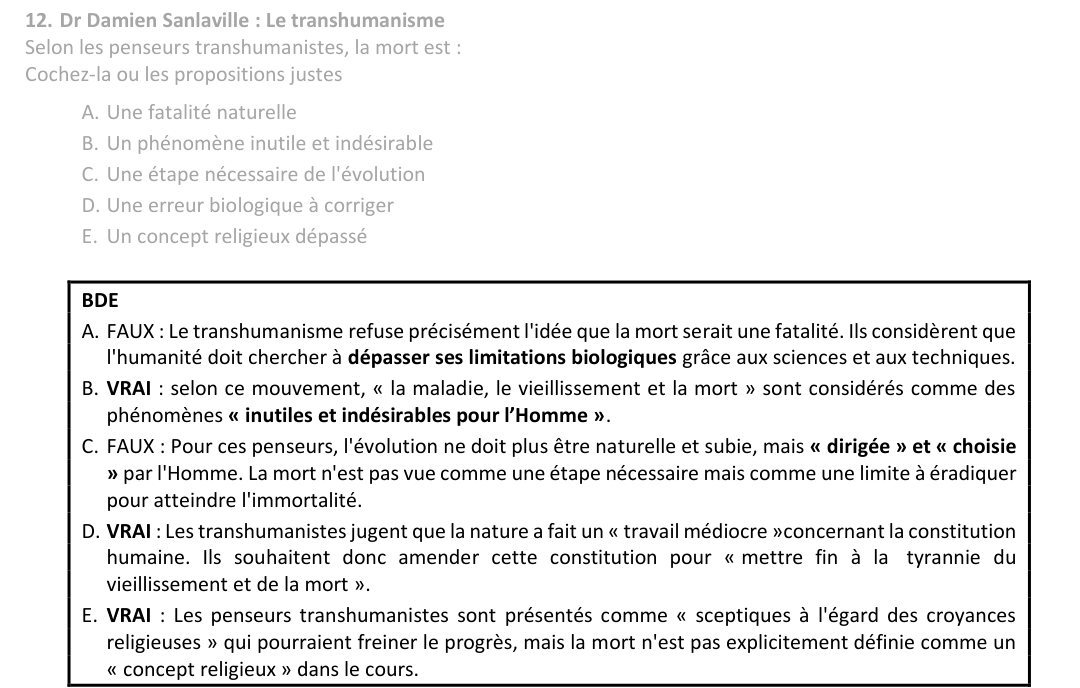 12. Dr Damien Sanlaville : Le transhumanisme
Selon les penseurs transhumanistes, la mort est :
Cochez-la ou les propositions justes
A. Une fatalité naturelle
B. Un phénomène inutile et indésirable
C. Une étape nécessaire de l'évolution
D. Une erreur biologique à corriger
E. Un concept religieux dépassé
BDE
A. FAUX : Le transhumanisme refuse précisément l'idée que la mort serait une fatalité. Ils considèrent que
l'humanité doit chercher à dépasser ses limitations biologiques grâce aux sciences et aux techniques.
B. VRAI : selon ce mouvement, « la maladie, le vieillissement et la mort » sont considérés comme des
phénomènes « inutiles et indésirables pour l’Homme ».
C. FAUX : Pour ces penseurs, l'évolution ne doit plus être naturelle et subie, mais « dirigée » et « choisie
» par l'Homme. La mort n'est pas vue comme une étape nécessaire mais comme une limite à éradiquer
pour atteindre l'immortalité.
D. VRAI : Les transhumanistes jugent que la nature a fait un « travail médiocre »concernant la constitution
humaine. Ils souhaitent donc amender cette constitution pour « mettre fin à la tyrannie du
vieillissement et de la mort ».
E. VRAI : Les penseurs transhumanistes sont présentés comme « sceptiques à l'égard des croyances
religieuses » qui pourraient freiner le progrès, mais la mort n'est pas explicitement définie comme un
« concept religieux » dans le cours.